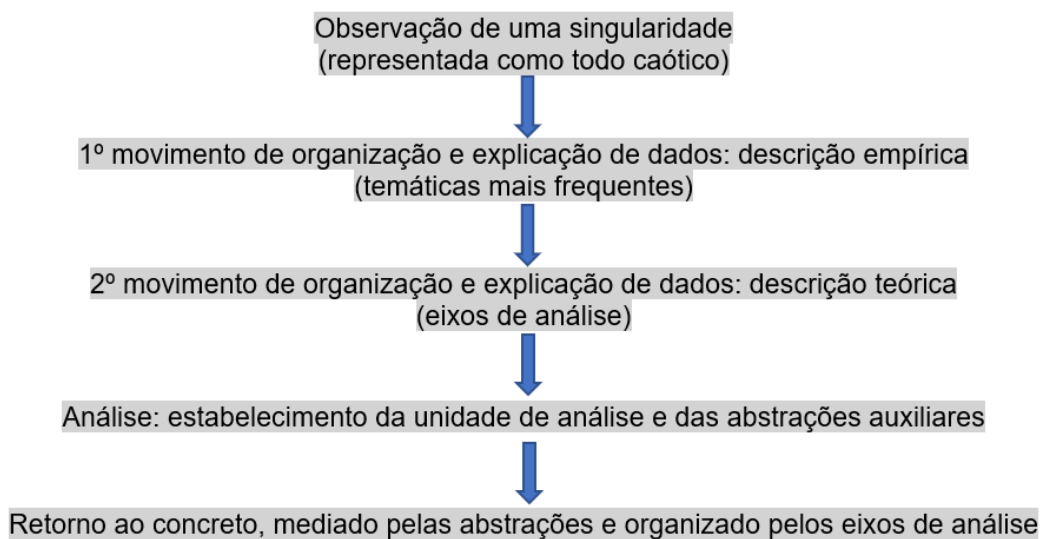 Observação de uma singularidade
(representada como todo caótico)
1º movimento de organização e explicação de dados: descrição empírica
(temáticas mais frequentes)
2º movimento de organização e explicação de dados: descrição teórica
(eixos de análise)
Análise: estabelecimento da unidade de análise e das abstrações auxiliares
Retorno ao concreto, mediado pelas abstrações e organizado pelos eixos de análise